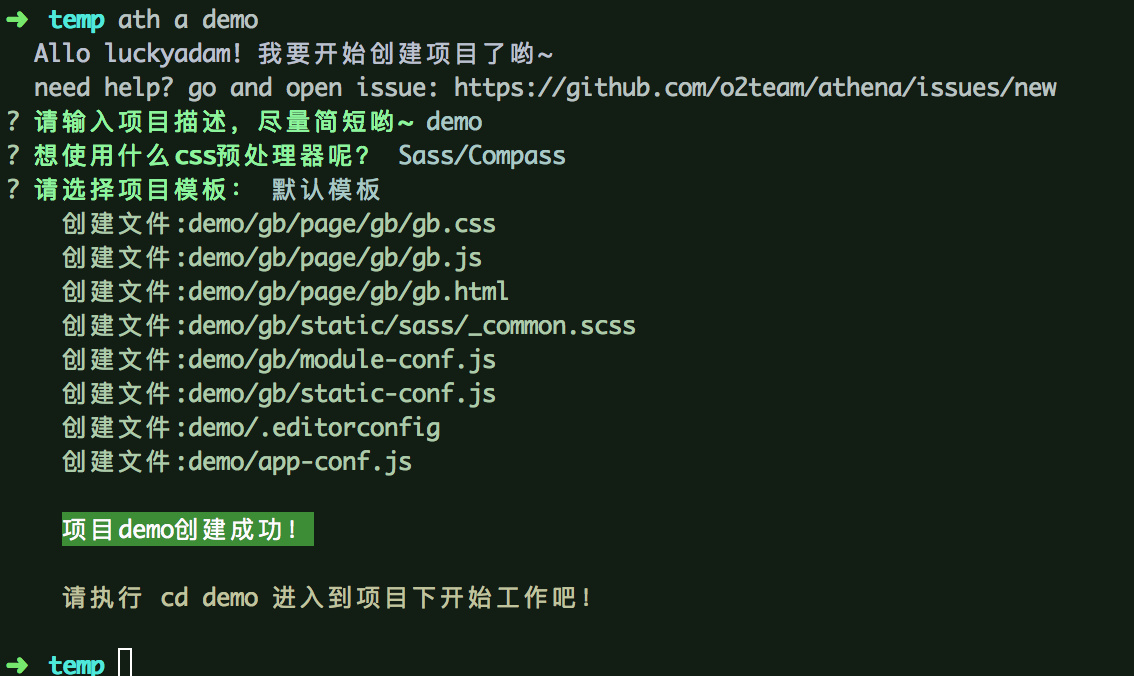 ➜ temp ath a demo
Allo luckyadam! 我要开始创建项目了哟~
need help? go and open issue: https://github.com/o2team/athena/issues/new
? 请输入项目描述，尽量简短哟~ demo
? 想使用什么css预处理器呢？ Sass/Compass
? 请选择项目模板： 默认模板
创建文件:demo/gb/page/gb/gb.css
创建文件:demo/gb/page/gb/gb.js
创建文件:demo/gb/page/gb/gb.html
创建文件:demo/gb/static/sass/_common.scss
创建文件:demo/gb/module-conf.js
创建文件:demo/gb/static-conf.js
创建文件:demo/.editorconfig
创建文件:demo/app-conf.js
项目demo创建成功！
请执行 cd demo 进入到项目下开始工作吧！
➜ temp